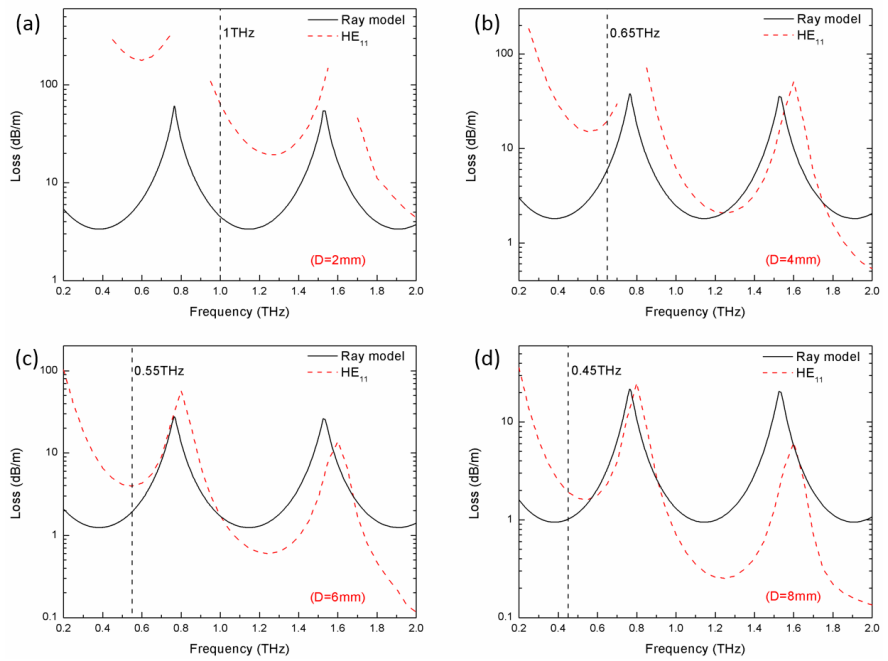 (a)
1THz
Ray model
HE11
100
10
1
Loss (dB/m)
(D=2mm)
0.2 0.4 0.6 0.8 1.0 1.2 1.4 1.6 1.8 2.0
Frequency (THz)
(b)
0.65THz
Ray model
HE11
100
10
1
Loss (dB/m)
(D=4mm)
0.2 0.4 0.6 0.8 1.0 1.2 1.4 1.6 1.8 2.0
Frequency (THz)
(c)
0.55THz
Ray model
HE11
100
10
1
0.1
Loss (dB/m)
(D=6mm)
0.2 0.4 0.6 0.8 1.0 1.2 1.4 1.6 1.8 2.0
Frequency (THz)
(d)
0.45THz
Ray model
HE11
10
1
0.1
Loss (dB/m)
(D=8mm)
0.2 0.4 0.6 0.8 1.0 1.2 1.4 1.6 1.8 2.0
Frequency (THz)